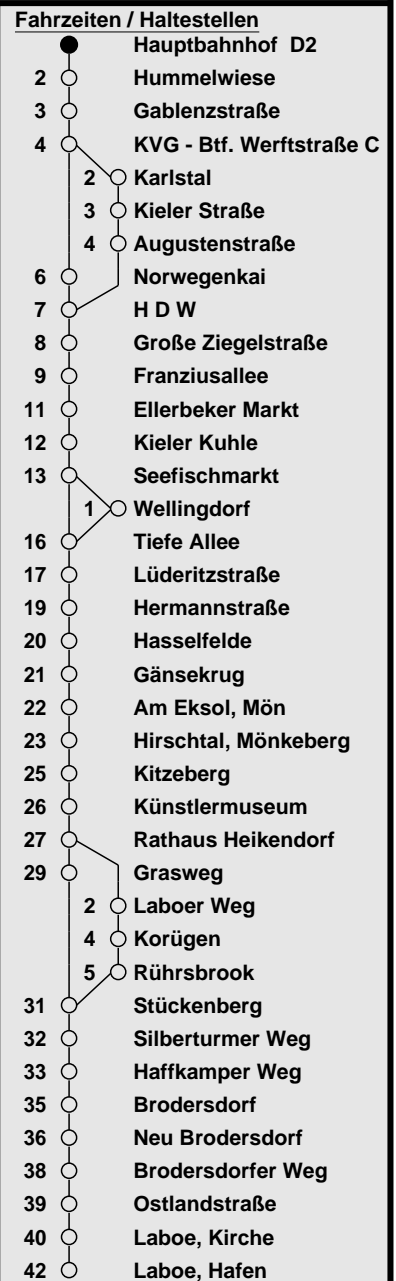 Fahrzeiten / Haltestellen
Hauptbahnhof D2
2 Hummelwiese
3 Gablenzstraße
4 KVG - Btf. Werftstraße C
2 Karlstal
3 Kieler Straße
4 Augustenstraße
6 Norwegenkai
7 H D W
8 Große Ziegelstraße
9 Franziusallee
11 Ellerbeker Markt
12 Kieler Kuhle
13 Seefischmarkt
1 Wellingdorf
16 Tiefe Allee
17 Lüderitzstraße
19 Hermannstraße
20 Hasselfelde
21 Gänsekrug
22 Am Eksol, Mön
23 Hirschtal, Mönkeberg
25 Kitzeberg
26 Künstlermuseum
27 Rathaus Heikendorf
29 Grasweg
2 Laboer Weg
4 Korügen
5 Rührsbrook
31 Stückenberg
32 Silberturmer Weg
33 Haffkamper Weg
35 Brodersdorf
36 Neu Brodersdorf
38 Brodersdorfer Weg
39 Ostlandstraße
40 Laboe, Kirche
42 Laboe, Hafen